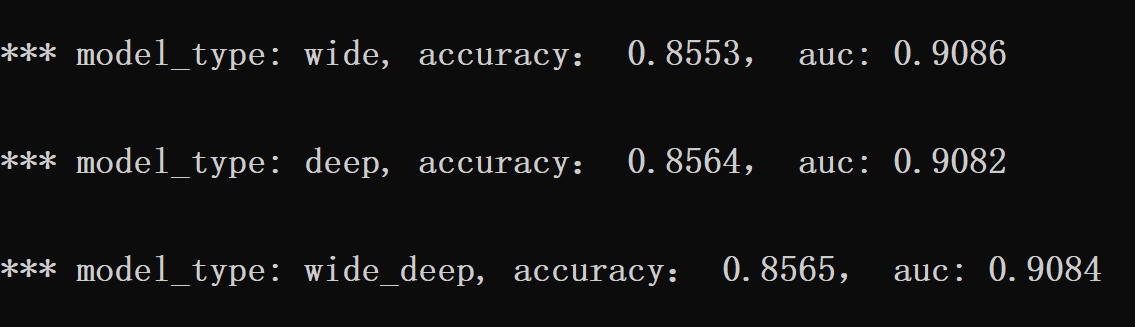 *** model_type: wide, accuracy： 0.8553， auc: 0.9086
*** model_type: deep, accuracy： 0.8564， auc: 0.9082
*** model_type: wide_deep, accuracy： 0.8565， auc: 0.9084